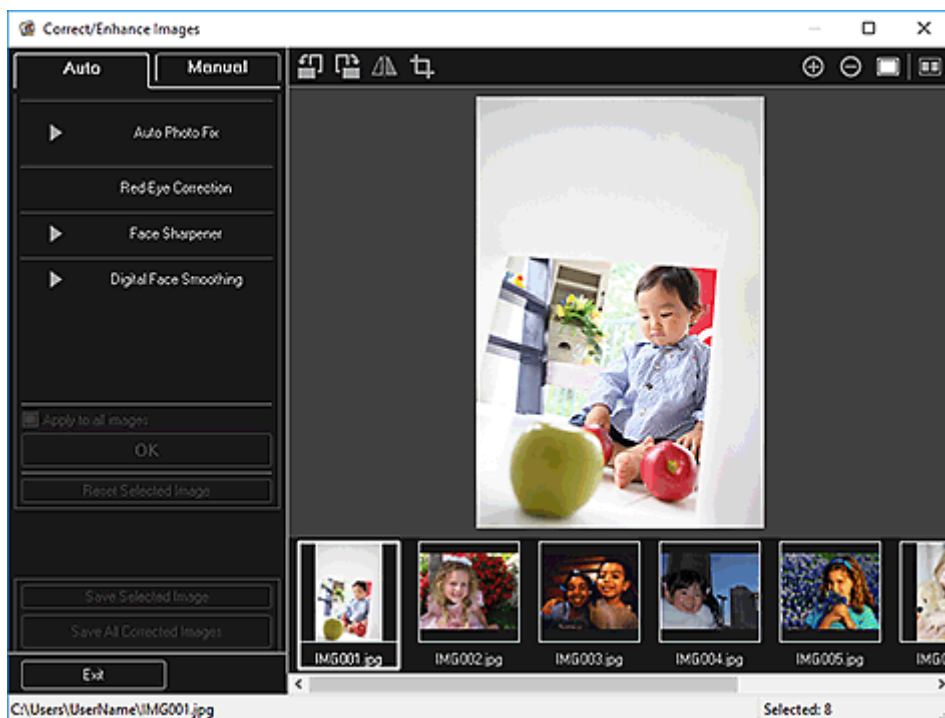 Correct/Enhance Images
Auto
Manual
Auto Photo Fix
Red-Eye Correction
Face Sharpener
Digital Face Smoothing
Apply to all images
OK
Reset Selected Image
Save Selected Image
Save All Corrected Images
Exit
IMG001.jpg
IMG002.jpg
IMG003.jpg
IMG004.jpg
IMG005.jpg
C:\Users\UserName\IMG001.jpg
Selected: 8